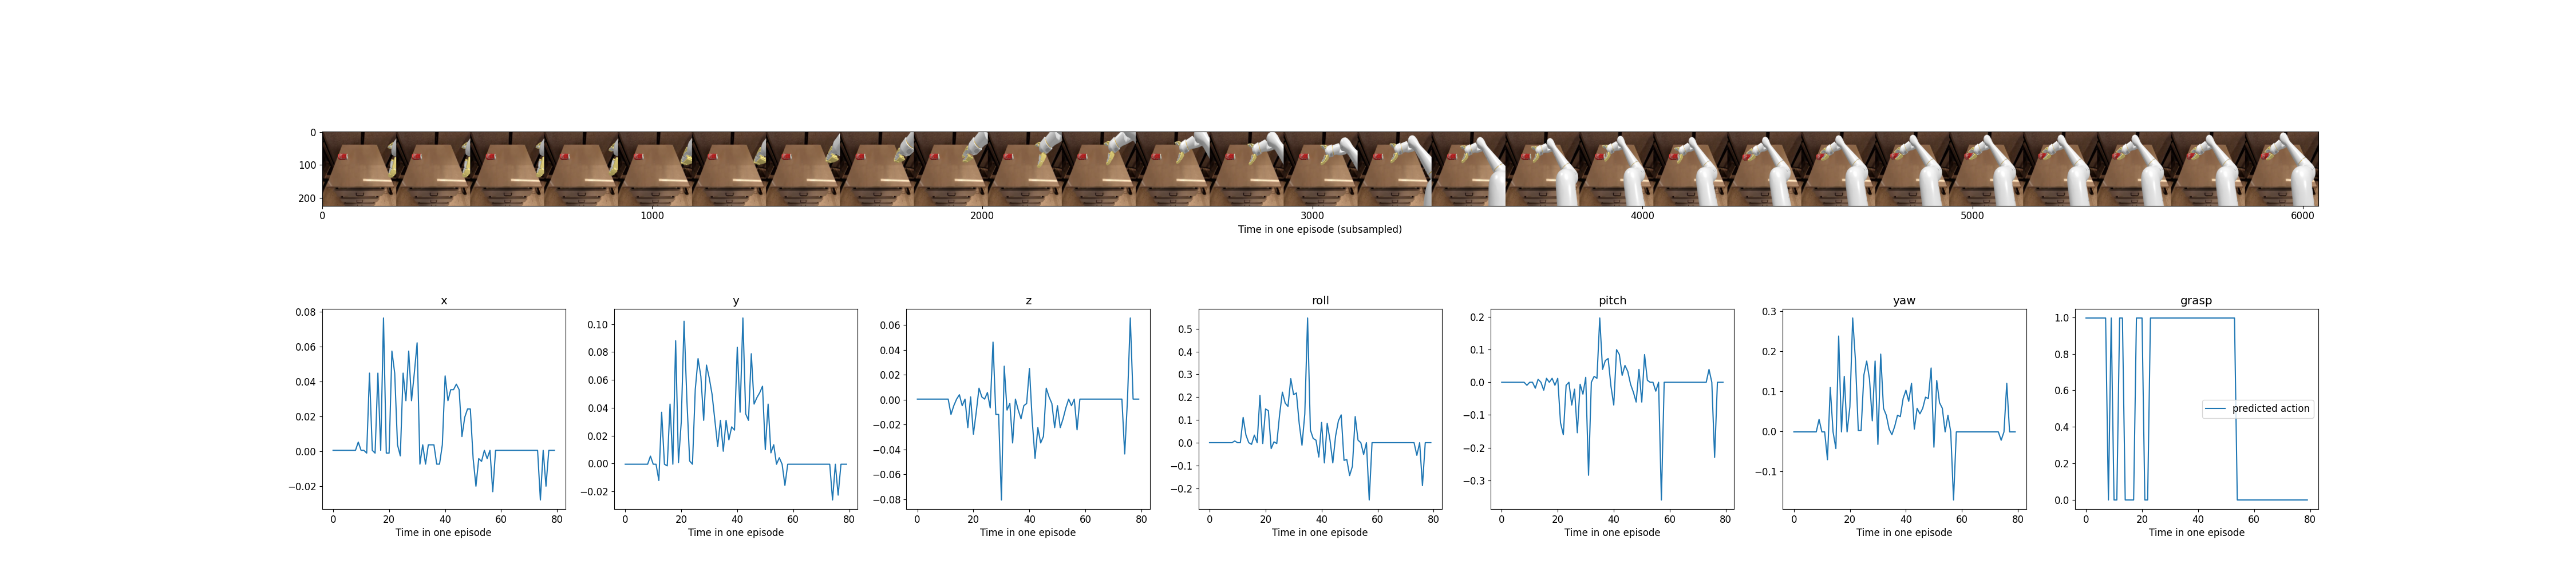 0
100
200
0 1000 2000 3000 4000 5000 6000
Time in one episode (subsampled)
x
0.08
0.06
0.04
0.02
0.00
−0.02
0 20 40 60 80
Time in one episode
y
0.10
0.08
0.06
0.04
0.02
0.00
−0.02
0 20 40 60 80
Time in one episode
z
0.06
0.04
0.02
0.00
−0.02
−0.04
−0.06
−0.08
0 20 40 60 80
Time in one episode
roll
0.5
0.4
0.3
0.2
0.1
0.0
−0.1
−0.2
0 20 40 60 80
Time in one episode
pitch
0.2
0.1
0.0
−0.1
−0.2
−0.3
0 20 40 60 80
Time in one episode
yaw
0.3
0.2
0.1
0.0
−0.1
0 20 40 60 80
Time in one episode
grasp
1.0
0.8
0.6
0.4
0.2
0.0
predicted action
0 20 40 60 80
Time in one episode